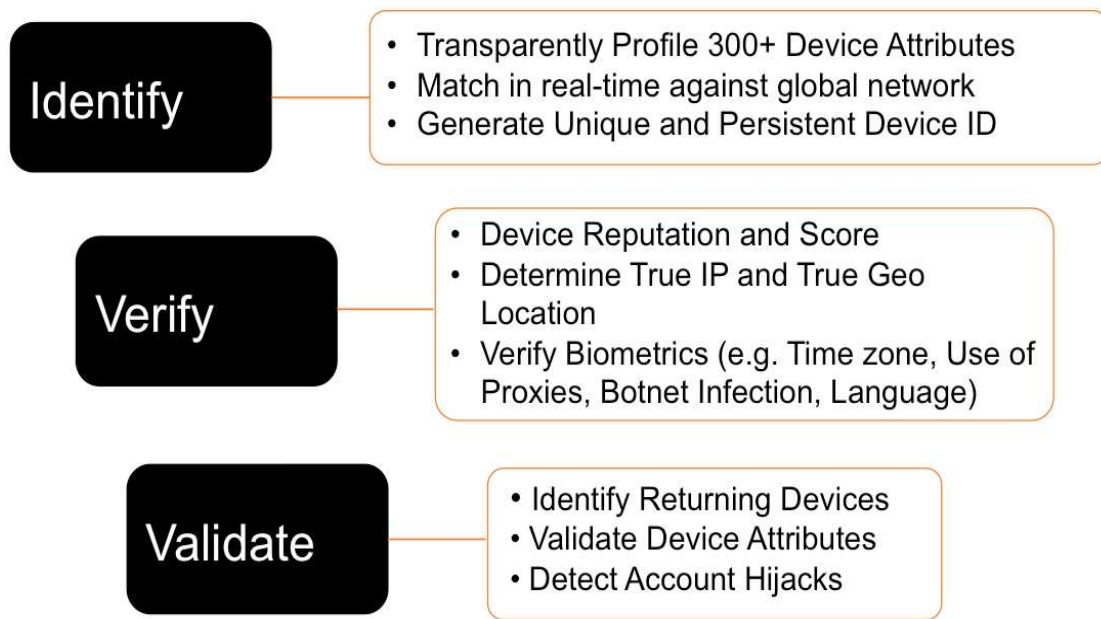 Identify
• Transparently Profile 300+ Device Attributes
• Match in real-time against global network
• Generate Unique and Persistent Device ID
Verify
• Device Reputation and Score
• Determine True IP and True Geo
Location
• Verify Biometrics (e.g. Time zone, Use of
Proxies, Botnet Infection, Language)
Validate
• Identify Returning Devices
• Validate Device Attributes
• Detect Account Hijacks